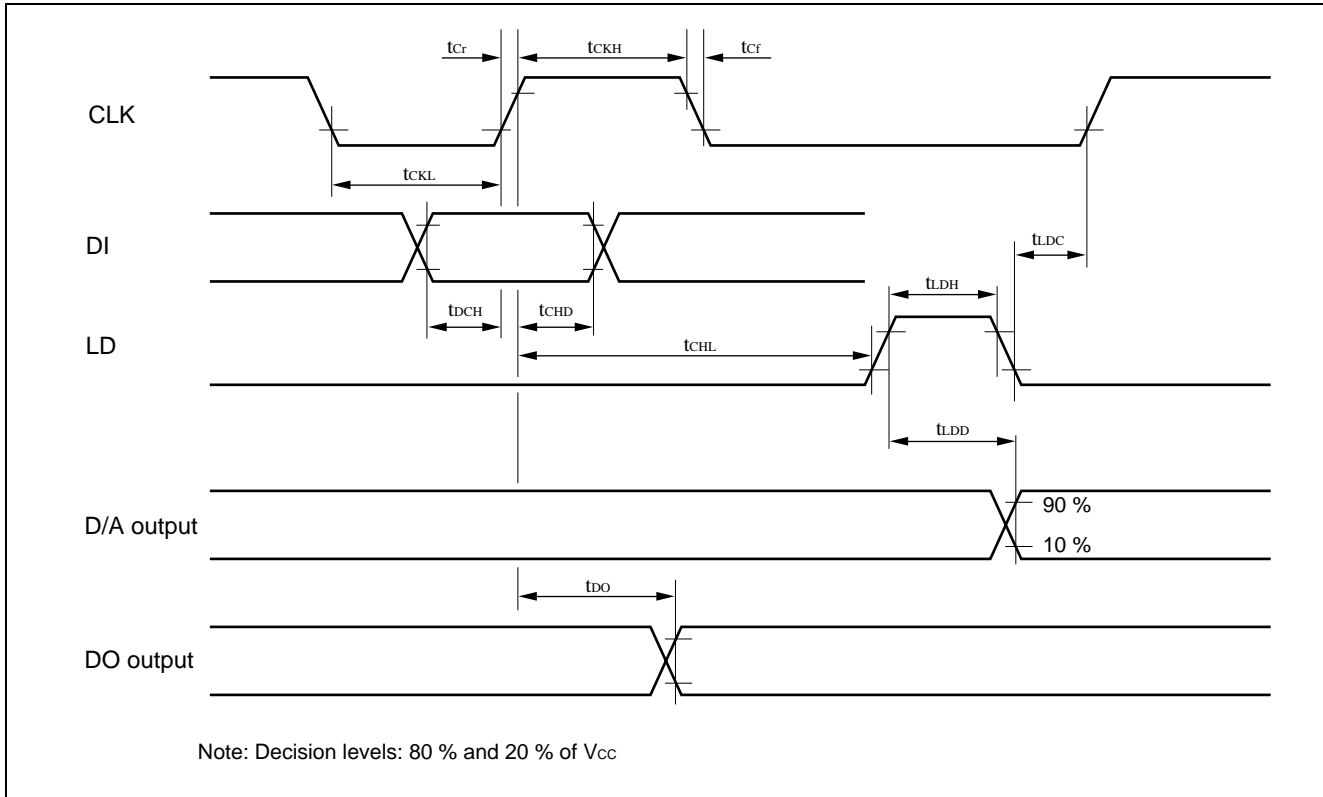 tCr
tCKH
tCf
CLK
tCKL
DI
tLDC
tDCH
tCHD
tLDH
LD
tCHL
tLDD
D/A output
90 %
10 %
tDO
DO output
Note: Decision levels: 80 % and 20 % of VCC